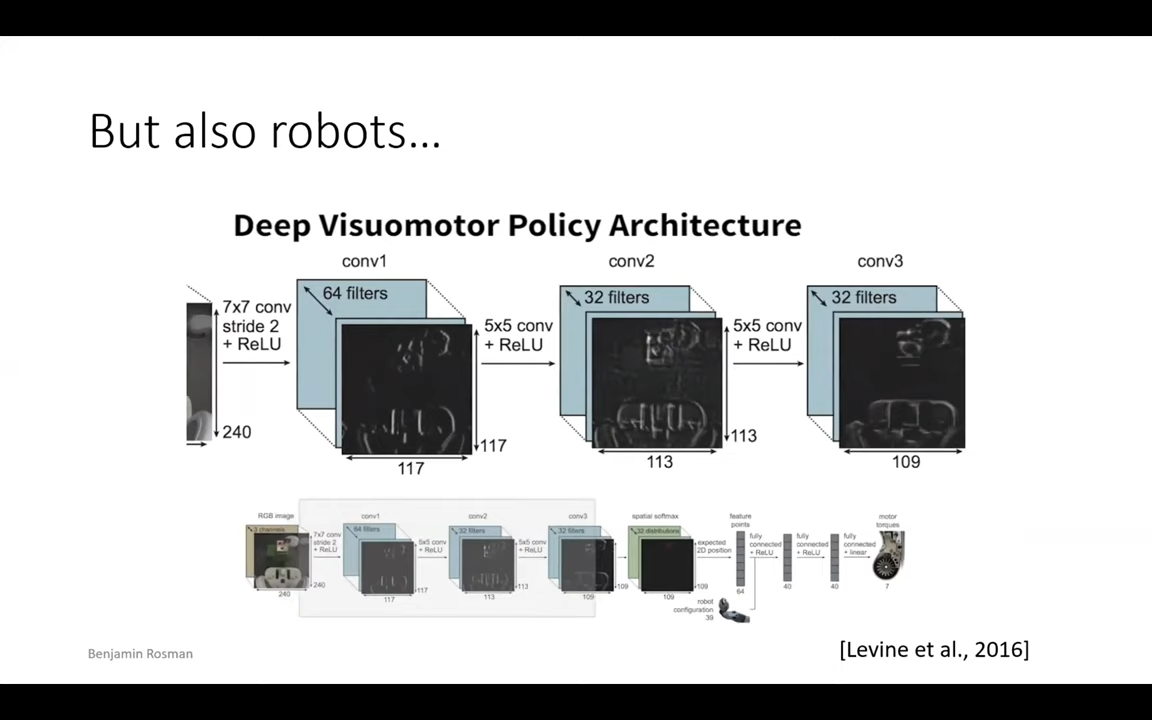 But also robots...
Deep Visuomotor Policy Architecture
conv1
conv2
conv3
7x7 conv
stride 2
+ ReLU
64 filters
5x5 conv
+ ReLU
32 filters
5x5 conv
+ ReLU
32 filters
240
117
117
113
113
109
RGB image
conv1
conv2
conv3
spatial softmax
feature
points
motor
torques
3 channels
7x7 conv
stride 2
+ ReLU
64 filters
5x5 conv
+ ReLU
32 filters
5x5 conv
+ ReLU
32 filters
32 distributions
expected
2D position
fully
connected
+ ReLU
fully
connected
+ ReLU
fully
connected
+ linear
240
240
117
117
113
113
109
109
109
109
64
40
40
7
robot
configuration
39
Benjamin Rosman
[Levine et al., 2016]